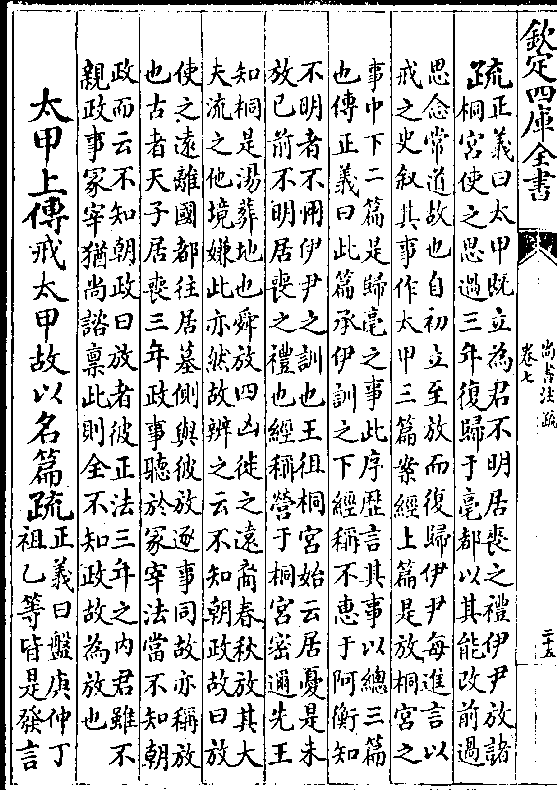 欽定四庫全書
尚書注疏
卷七
二十五
疏正義曰太甲既立為君不明居喪之禮伊尹放諸
桐宮使之思過三年復歸于亳都以其能改前過
思念常道故也自初立至放而復歸伊尹每進言以
戒之史叙其事作太甲三篇案經上篇是放桐宮之
事中下二篇是歸亳之事此序歴言其事以總三篇
也傳正義曰此篇承伊訓之下經稱不惠于阿衡知
不明者不用伊尹之訓也王徂桐宮始云居憂是未
放已前不明居喪之禮也經稱營于桐宮密邇先王
知桐是湯葬地也舜放四凶徙之遠裔春秋放其大
夫流之他境嫌此亦然故辨之云不知朝政故曰放
使之遠離國都往居墓側與彼放逐事同故亦稱放
也古者天子居喪三年政事聽於冢宰法當不知朝
政而云不知朝政曰放者彼正法三年之内君雖不
親政事冢宰猶尚諮禀此則全不知政故為放也
太甲上傳戒太甲故以名篇疏正義曰盤庚仲丁
祖乙等皆是發言